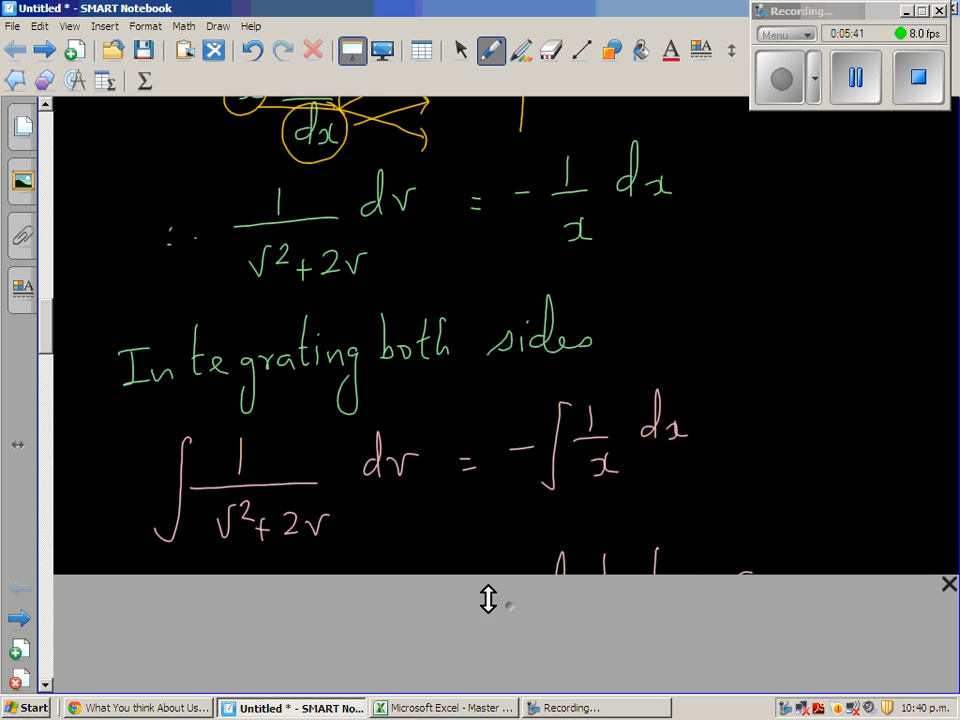 Untitled * - SMART Notebook
File Edit View Insert Format Math Draw Help
Recording...
Menu 0:05:41 8.0 fps
dx
∴ 1/(v²+2v) dv = - 1/x dx
Integrating both sides
∫ 1/(v²+2v) dv = -∫ 1/x dx
Start What You think About Us... Untitled * - SMART No... Microsoft Excel - Master ... Recording... 10:40 p.m.